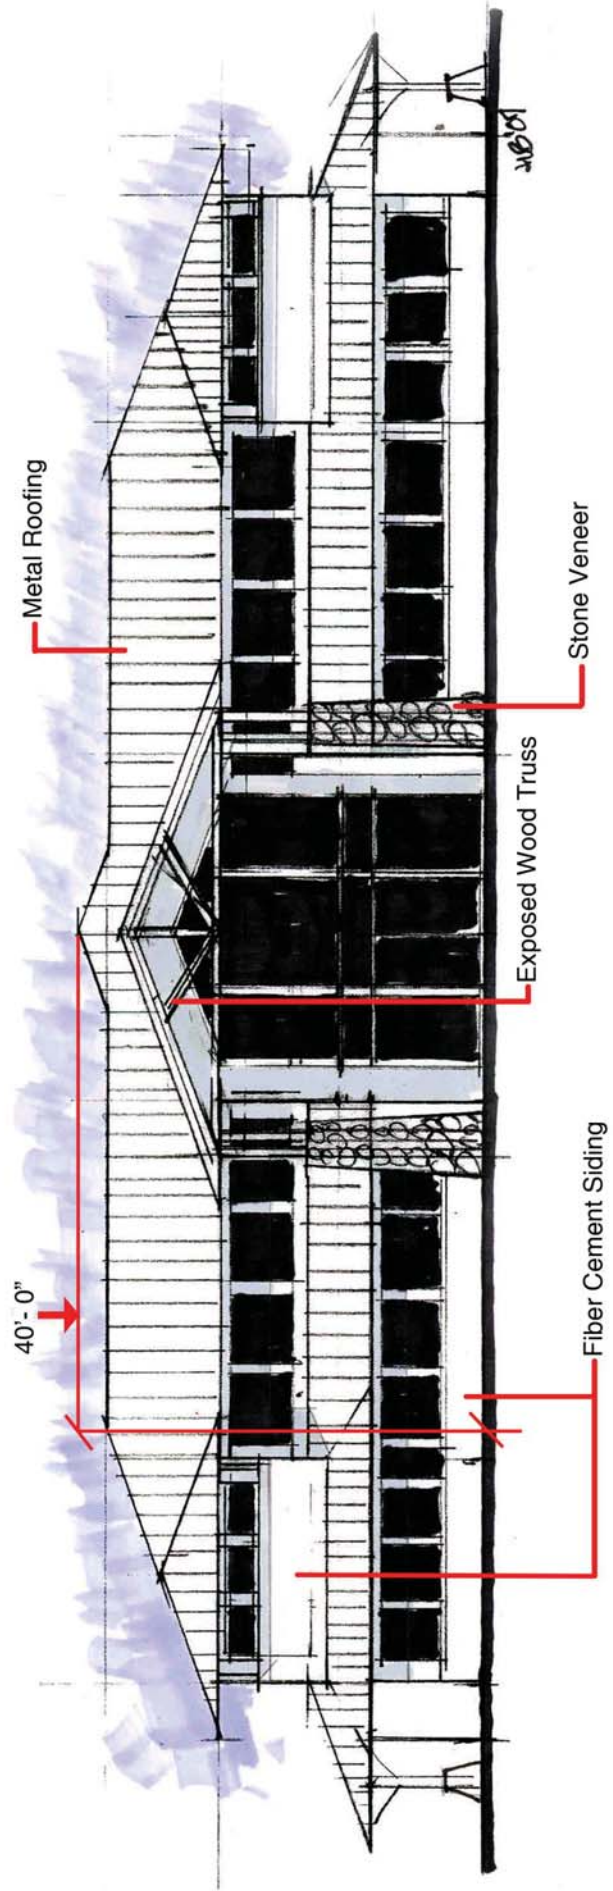 40'- 0"
Metal Roofing
Exposed Wood Truss
Stone Veneer
Fiber Cement Siding